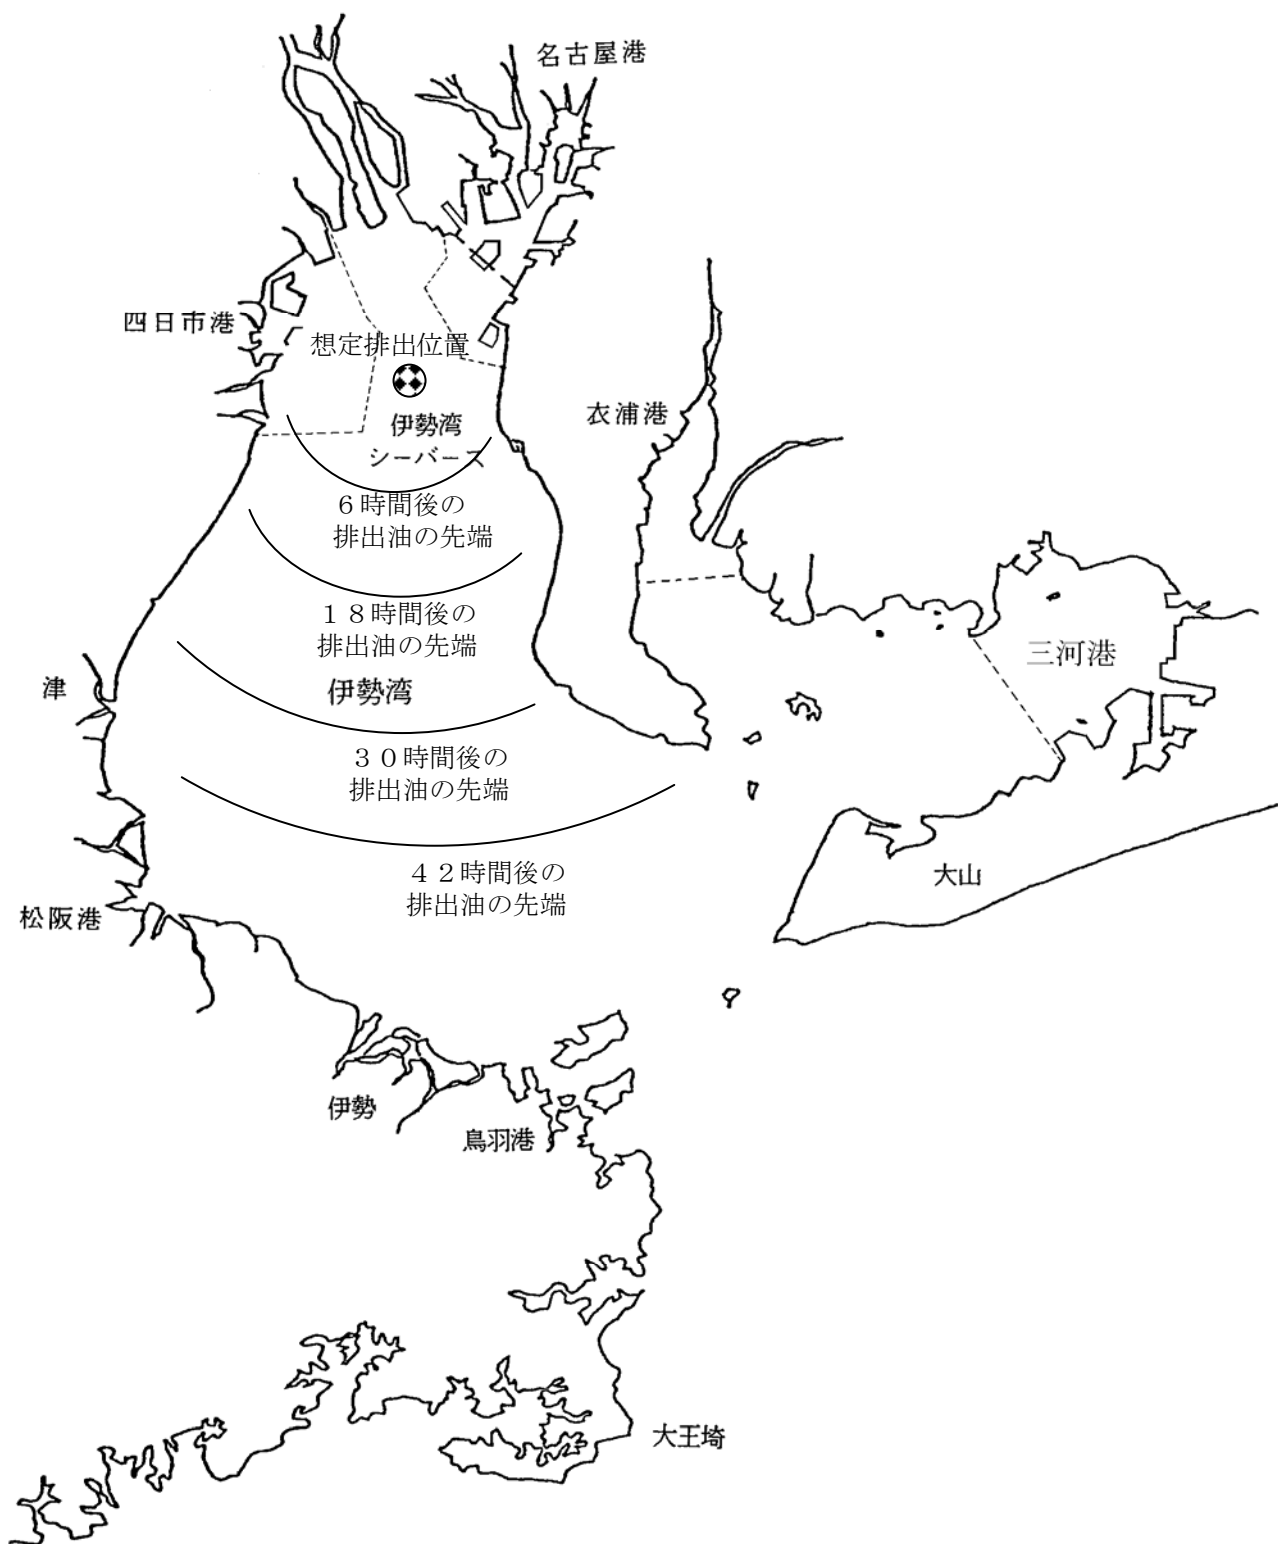 名古屋港
四日市港
想定排出位置
衣浦港
伊勢湾
シーバース
６時間後の
排出油の先端
１８時間後の
排出油の先端
三河港
津
伊勢湾
３０時間後の
排出油の先端
４２時間後の
排出油の先端
大山
松阪港
伊勢
鳥羽港
大王埼